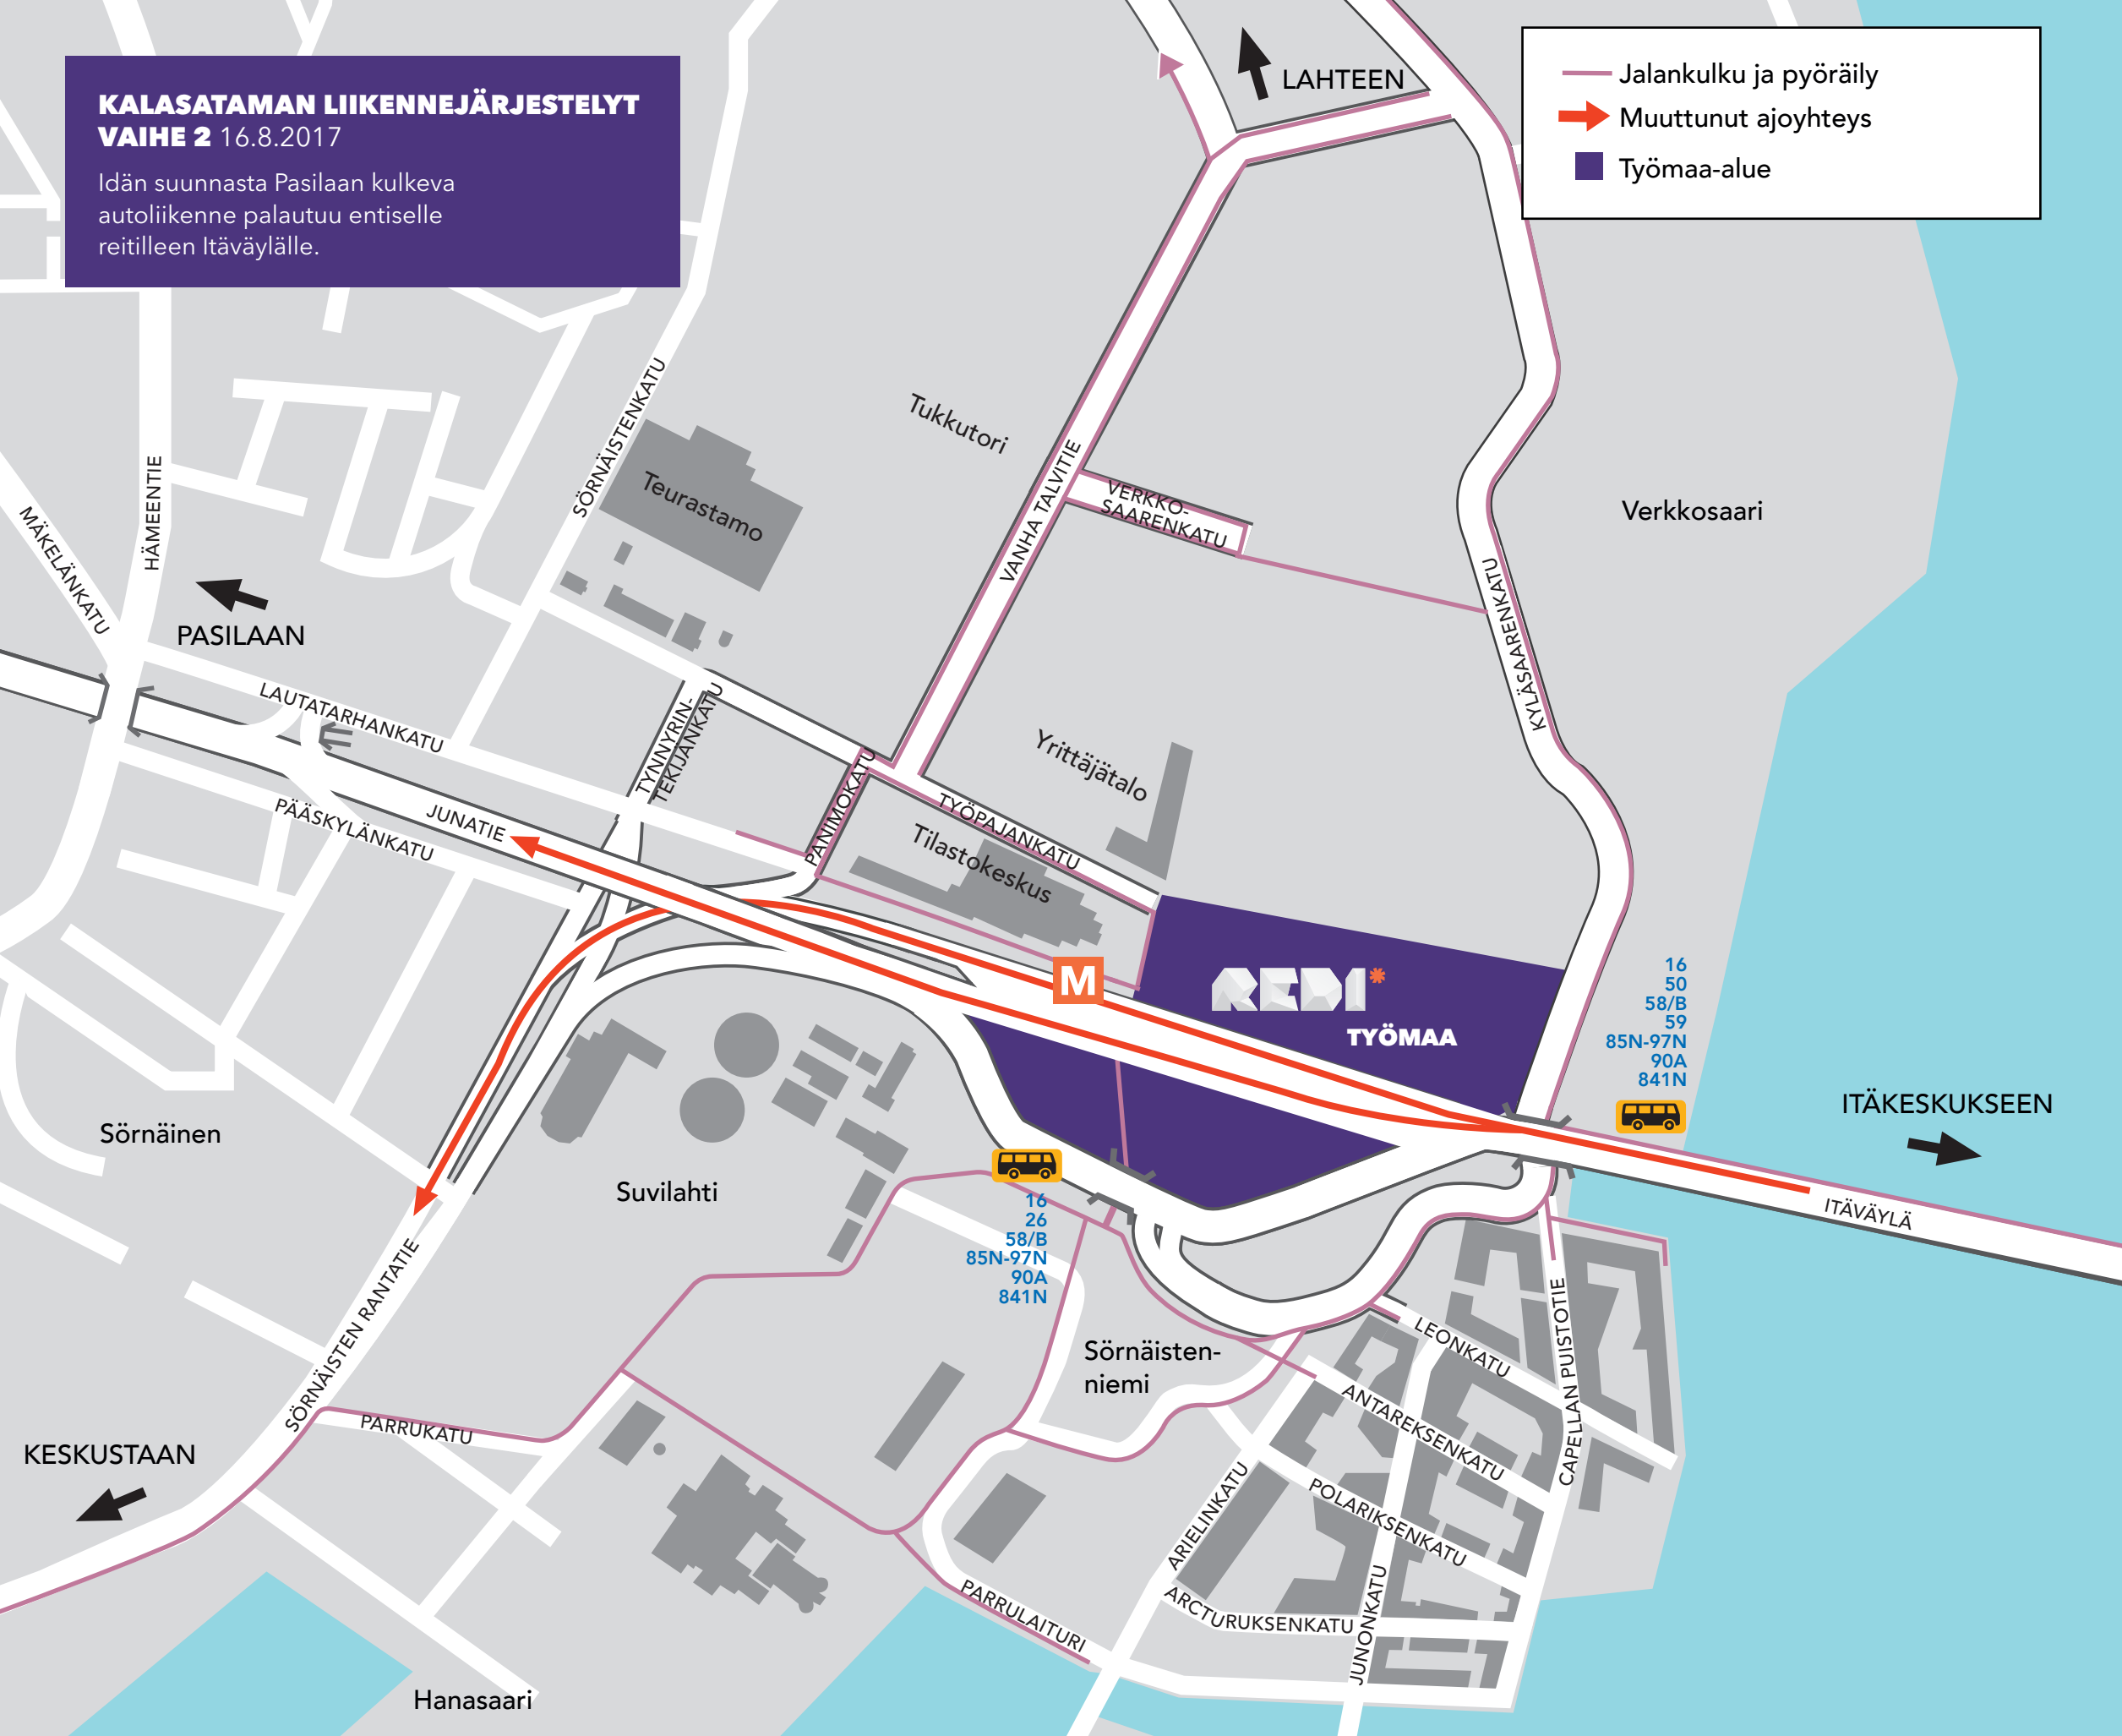 KALASATAMAN LIIKENNEJÄRJESTELYT
VAIHE 2 16.8.2017
Idän suunnasta Pasilaan kulkeva
autoliikenne palautuu entiselle
reitilleen Itäväylälle.
LAHTEEN
Jalankulku ja pyöräily
Muuttunut ajoyhteys
Työmaa-alue
SÖRNÄISTENKATU
Tukkutori
Teurastamo
HÄMEENTIE
MÄKELÄNKATU
VANHA TALVITIE
VERKKO-
SAARENKATU
Verkkosaari
KYLÄSAARENKATU
PASILAAN
LAUTATARHANKATU
TYNNYRIN-
TEKIJÄNKATU
PANIMOKATU
Yrittäjätalo
TYÖPAJANKATU
Tilastokeskus
JUNATIE
PÄÄSKYLÄNKATU
M
REDI*
TYÖMAA
16
50
58/B
59
85N-97N
90A
841N
ITÄKESKUKSEEN
ITÄVÄYLÄ
Sörnäinen
Suvilahti
16
26
58/B
85N-97N
90A
841N
SÖRNÄISTEN RANTATIE
Sörnäisten-
niemi
LEONKATU
CAPELLAN PUISTOTIE
ANTAREKSENKATU
PARRUKATU
KESKUSTAAN
POLARIKSENKATU
ARIELINKATU
ARCTURUKSENKATU
JUNONKATU
PARRULAITURI
Hanasaari